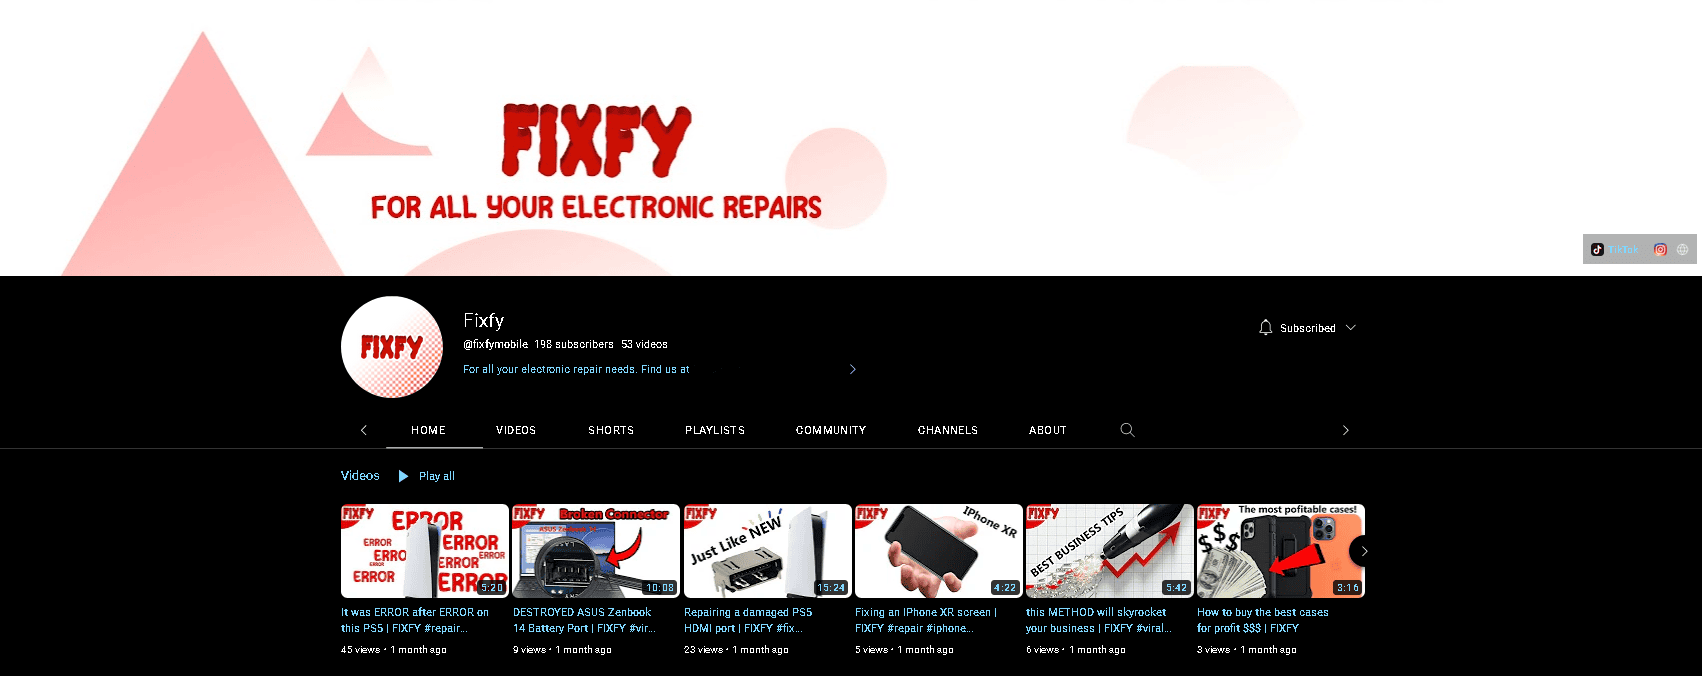 FIXFY
FOR ALL YOUR ELECTRONIC REPAIRS
TikTok
FIXFY
Fixfy
@fixfymobile 198 subscribers 53 videos
For all your electronic repair needs. Find us at
Subscribed
HOME VIDEOS SHORTS PLAYLISTS COMMUNITY CHANNELS ABOUT
Videos Play all
FIXFY
ERROR
ERROR
ERROR
ERRO
ERROR
ERROR
ERROR
ERROR
ERROR
5:20
It was ERROR after ERROR on
this PS5 | FIXFY #repair...
45 views • 1 month ago
FIXFY
Broken Connector
ASUS Zenbook
10:08
DESTROYED ASUS Zenbook
14 Battery Port | FIXFY #vir...
9 views • 1 month ago
FIXFY
Just Like NEW
15:24
Repairing a damaged PS5
HDMI port | FIXFY #fix...
23 views • 1 month ago
FIXFY
IPhone XR
4:22
Fixing an IPhone XR screen |
FIXFY #repair #iphone...
5 views • 1 month ago
FIXFY
BEST BUSINESS TIPS
5:42
this METHOD will skyrocket
your business | FIXFY #viral...
6 views • 1 month ago
FIXFY
The most pofitable cases!
$$$
3:16
How to buy the best cases
for profit $$$ | FIXFY
3 views • 1 month ago